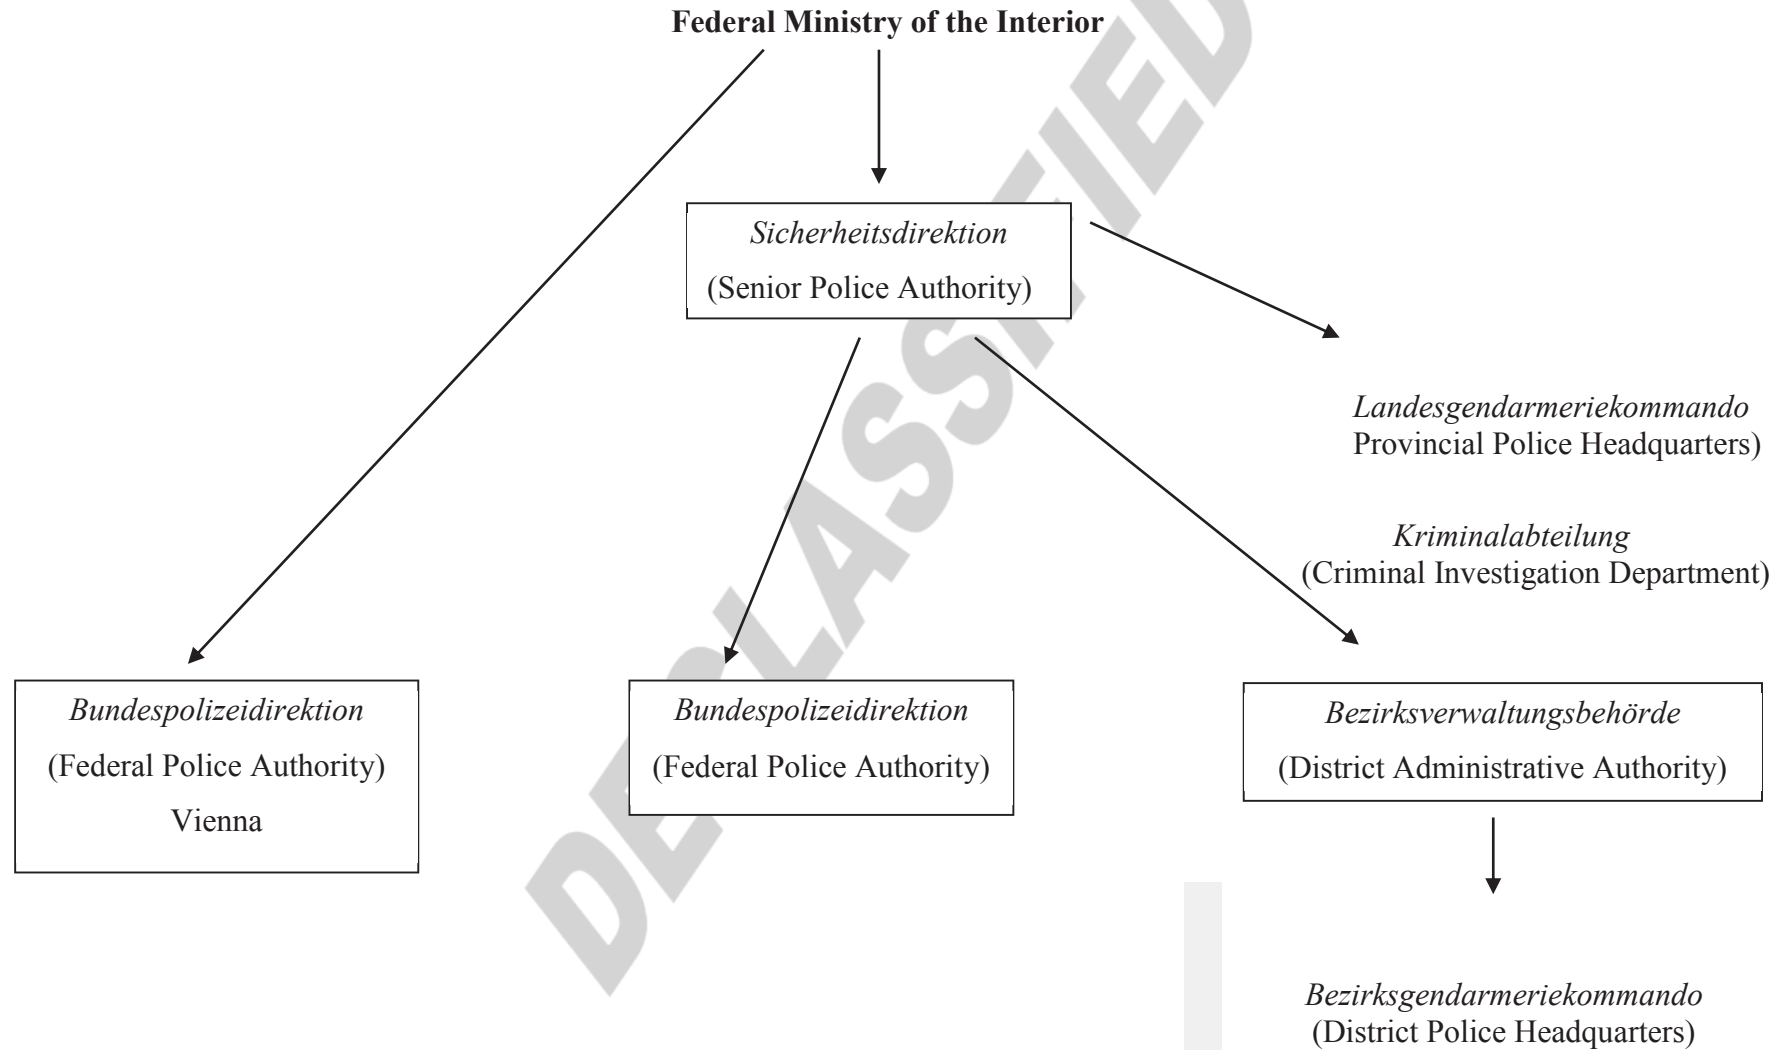 Federal Ministry of the Interior
Sicherheitsdirektion
(Senior Police Authority)
Landesgendarmeriekommando
Provincial Police Headquarters)
Kriminalabteilung
(Criminal Investigation Department)
Bundespolizeidirektion
(Federal Police Authority)
Vienna
Bundespolizeidirektion
(Federal Police Authority)
Bezirksverwaltungsbehörde
(District Administrative Authority)
Bezirksgendarmeriekommando
(District Police Headquarters)
DECLASSIFIED